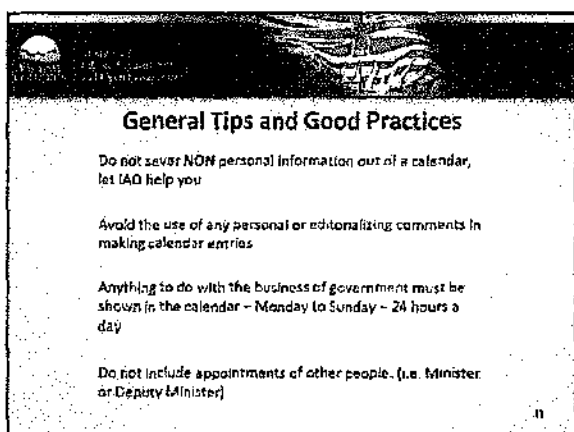 General Tips and Good Practices
Do not sever NON personal information out of a calendar,
let IAO help you
Avoid the use of any personal or editorializing comments in
making calendar entries
Anything to do with the business of government must be
shown in the calendar – Monday to Sunday – 24 hours a
day
Do not include appointments of other people. (i.e. Minister
or Deputy Minister)